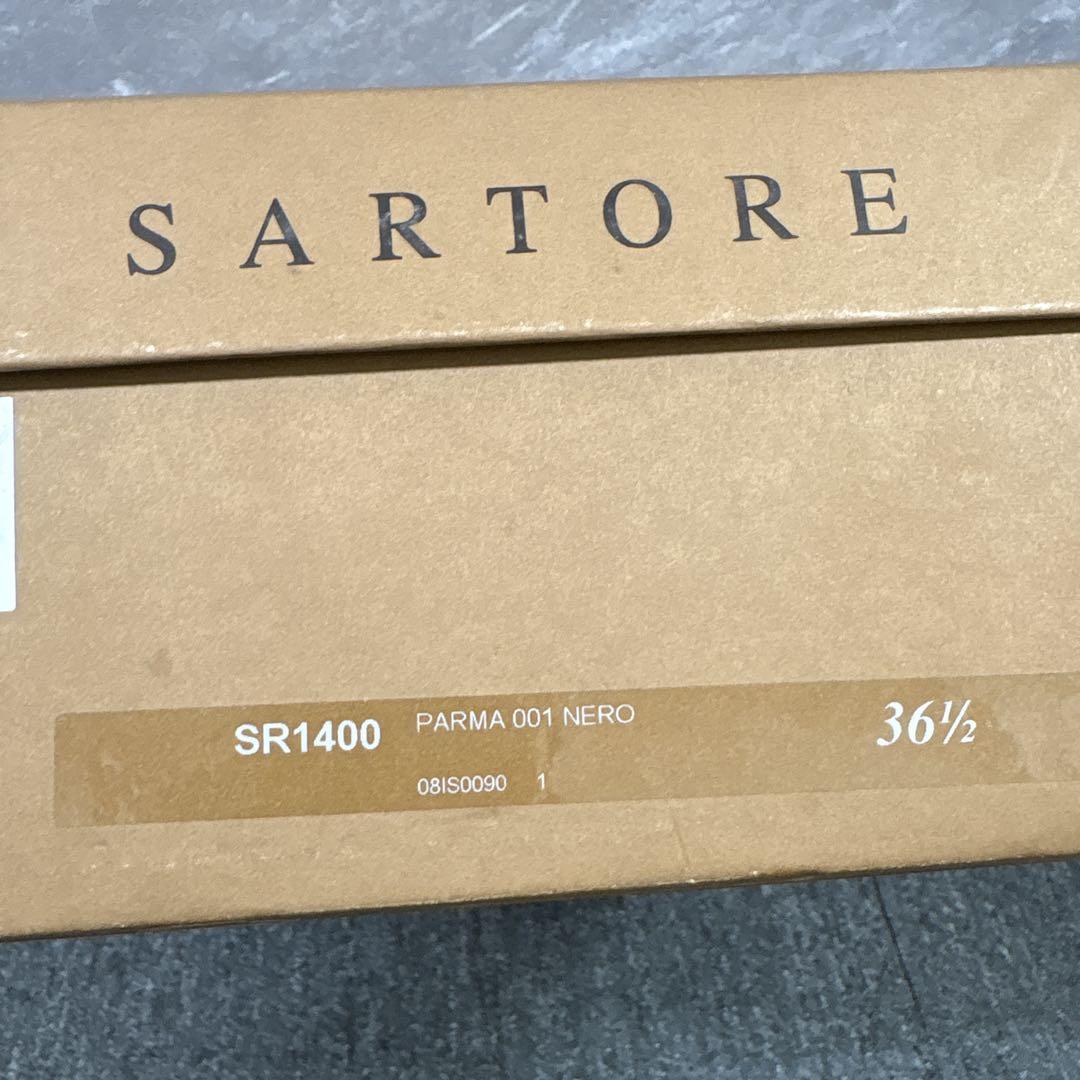 SARTORE
SR1400 PARMA 001 NERO 36½
08IS0090 1